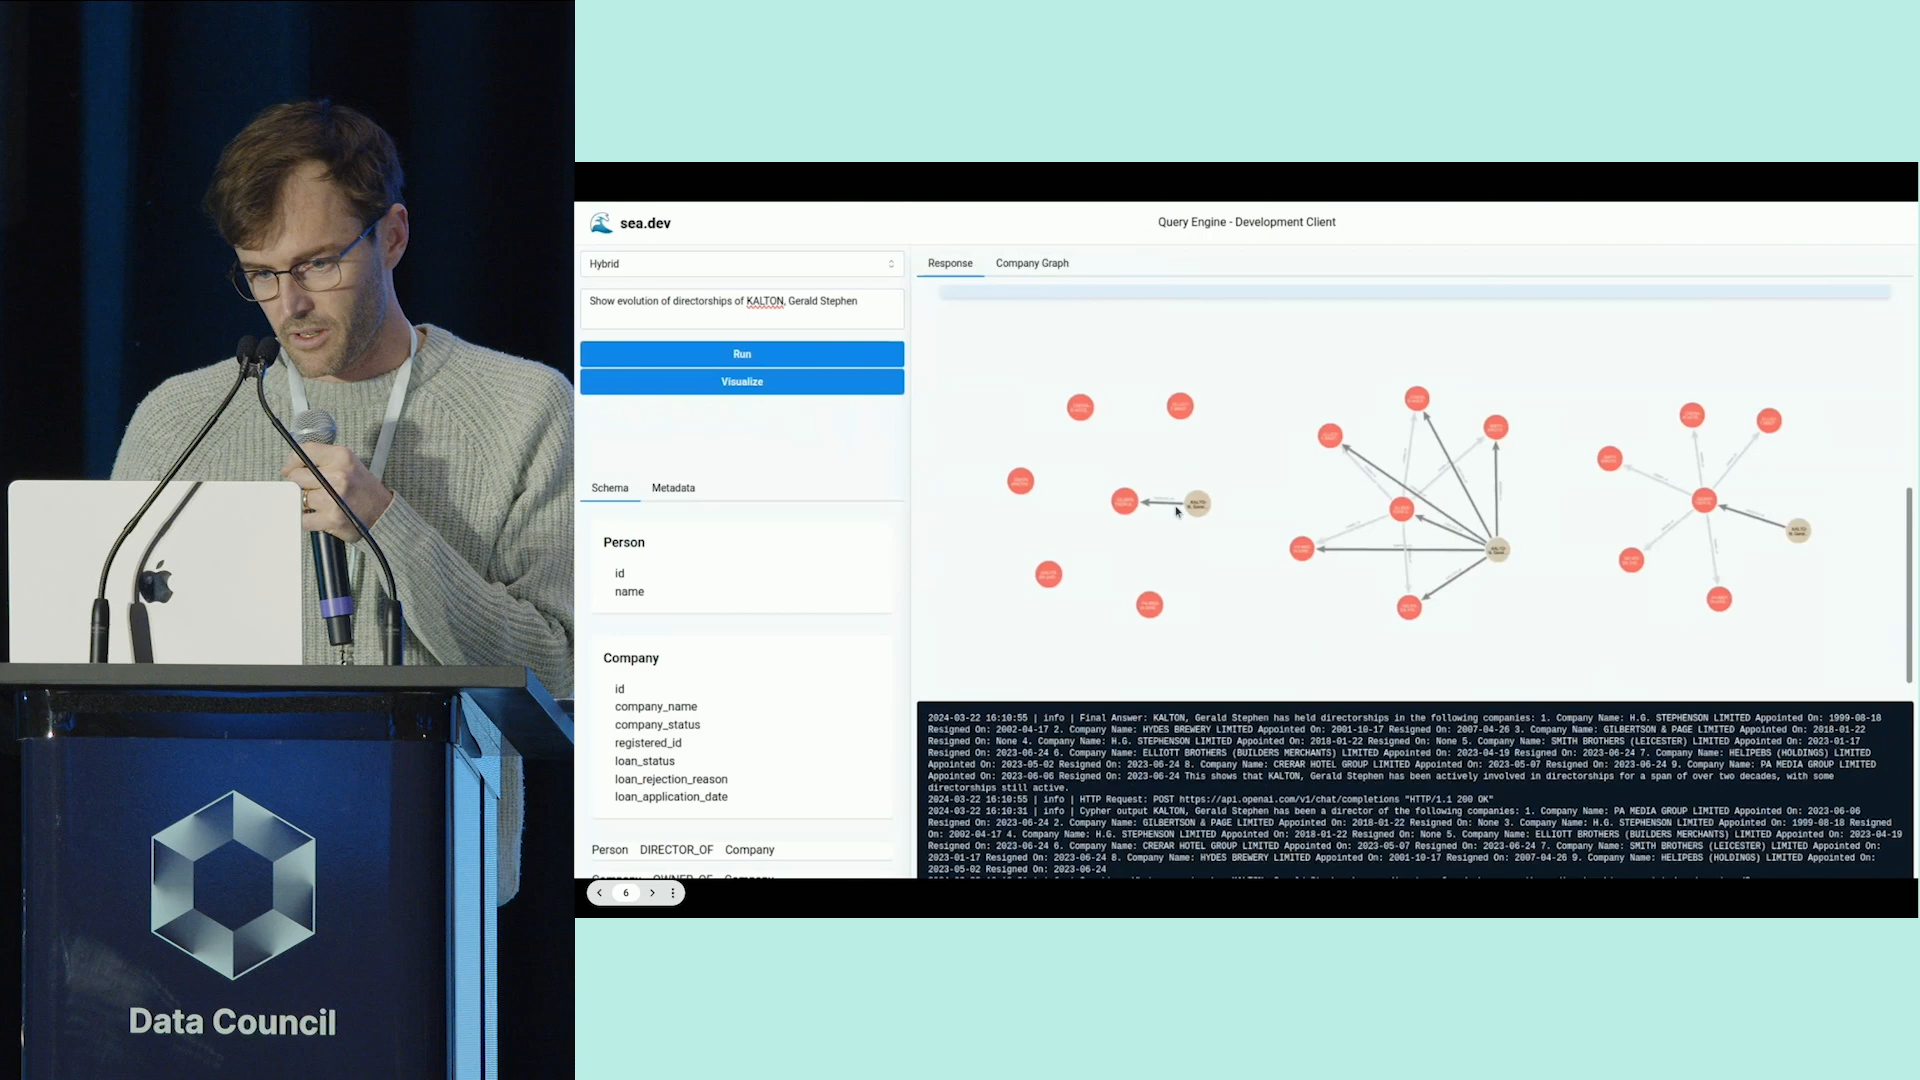 Data Council
sea.dev
Query Engine - Development Client
Hybrid
Show evolution of directorships of KALTON, Gerald Stephen
Run
Visualize
Schema Metadata
Person
id
name
Company
id
company_name
company_status
registered_id
loan_status
loan_rejection_reason
loan_application_date
Person DIRECTOR_OF Company
Company OWNER_OF Company
6
Response Company Graph
2024-03-22 16:10:55 | info | Final Answer: KALTON, Gerald Stephen has held directorships in the following companies: 1. Company Name: H.G. STEPHENSON LIMITED Appointed On: 1999-08-18
Resigned On: 2002-04-17 2. Company Name: HYDES BREWERY LIMITED Appointed On: 2001-10-17 Resigned On: 2007-04-26 3. Company Name: GILBERTSON & PAGE LIMITED Appointed On: 2018-01-22
Resigned On: None 4. Company Name: H.G. STEPHENSON LIMITED Appointed On: 2018-01-22 Resigned On: None 5. Company Name: SMITH BROTHERS (LEICESTER) LIMITED Appointed On: 2023-01-17
Resigned On: 2023-06-24 6. Company Name: ELLIOTT BROTHERS (BUILDERS MERCHANTS) LIMITED Appointed On: 2023-04-19 Resigned On: 2023-06-24 7. Company Name: HELIPEBS (HOLDINGS) LIMITED
Appointed On: 2023-05-02 Resigned On: 2023-06-24 8. Company Name: CRERAR HOTEL GROUP LIMITED Appointed On: 2023-05-07 Resigned On: 2023-06-24 9. Company Name: PA MEDIA GROUP LIMITED
Appointed On: 2023-06-06 Resigned On: 2023-06-24 This shows that KALTON, Gerald Stephen has been actively involved in directorships for a span of over two decades, with some
directorships still active.
2024-03-22 16:10:55 | info | HTTP Request: POST https://api.openai.com/v1/chat/completions "HTTP/1.1 200 OK"
2024-03-22 16:10:31 | info | Cypher output KALTON, Gerald Stephen has been a director of the following companies: 1. Company Name: PA MEDIA GROUP LIMITED Appointed On: 2023-06-06
Resigned On: 2023-06-24 2. Company Name: GILBERTSON & PAGE LIMITED Appointed On: 2018-01-22 Resigned On: None 3. Company Name: H.G. STEPHENSON LIMITED Appointed On: 1999-08-18 Resigned
On: 2002-04-17 4. Company Name: H.G. STEPHENSON LIMITED Appointed On: 2018-01-22 Resigned On: None 5. Company Name: ELLIOTT BROTHERS (BUILDERS MERCHANTS) LIMITED Appointed On: 2023-04-19
Resigned On: 2023-06-24 6. Company Name: CRERAR HOTEL GROUP LIMITED Appointed On: 2023-05-07 Resigned On: 2023-06-24 7. Company Name: SMITH BROTHERS (LEICESTER) LIMITED Appointed On:
2023-01-17 Resigned On: 2023-06-24 8. Company Name: HYDES BREWERY LIMITED Appointed On: 2001-10-17 Resigned On: 2007-04-26 9. Company Name: HELIPEBS (HOLDINGS) LIMITED Appointed On:
2023-05-02 Resigned On: 2023-06-24